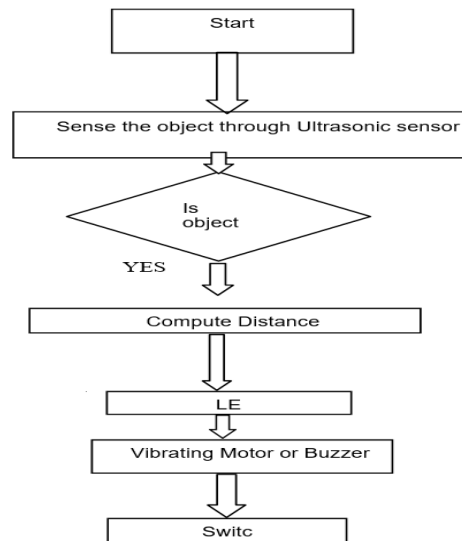 Start
Sense the object through Ultrasonic sensor
Is
object
YES
Compute Distance
LE
Vibrating Motor or Buzzer
Switc